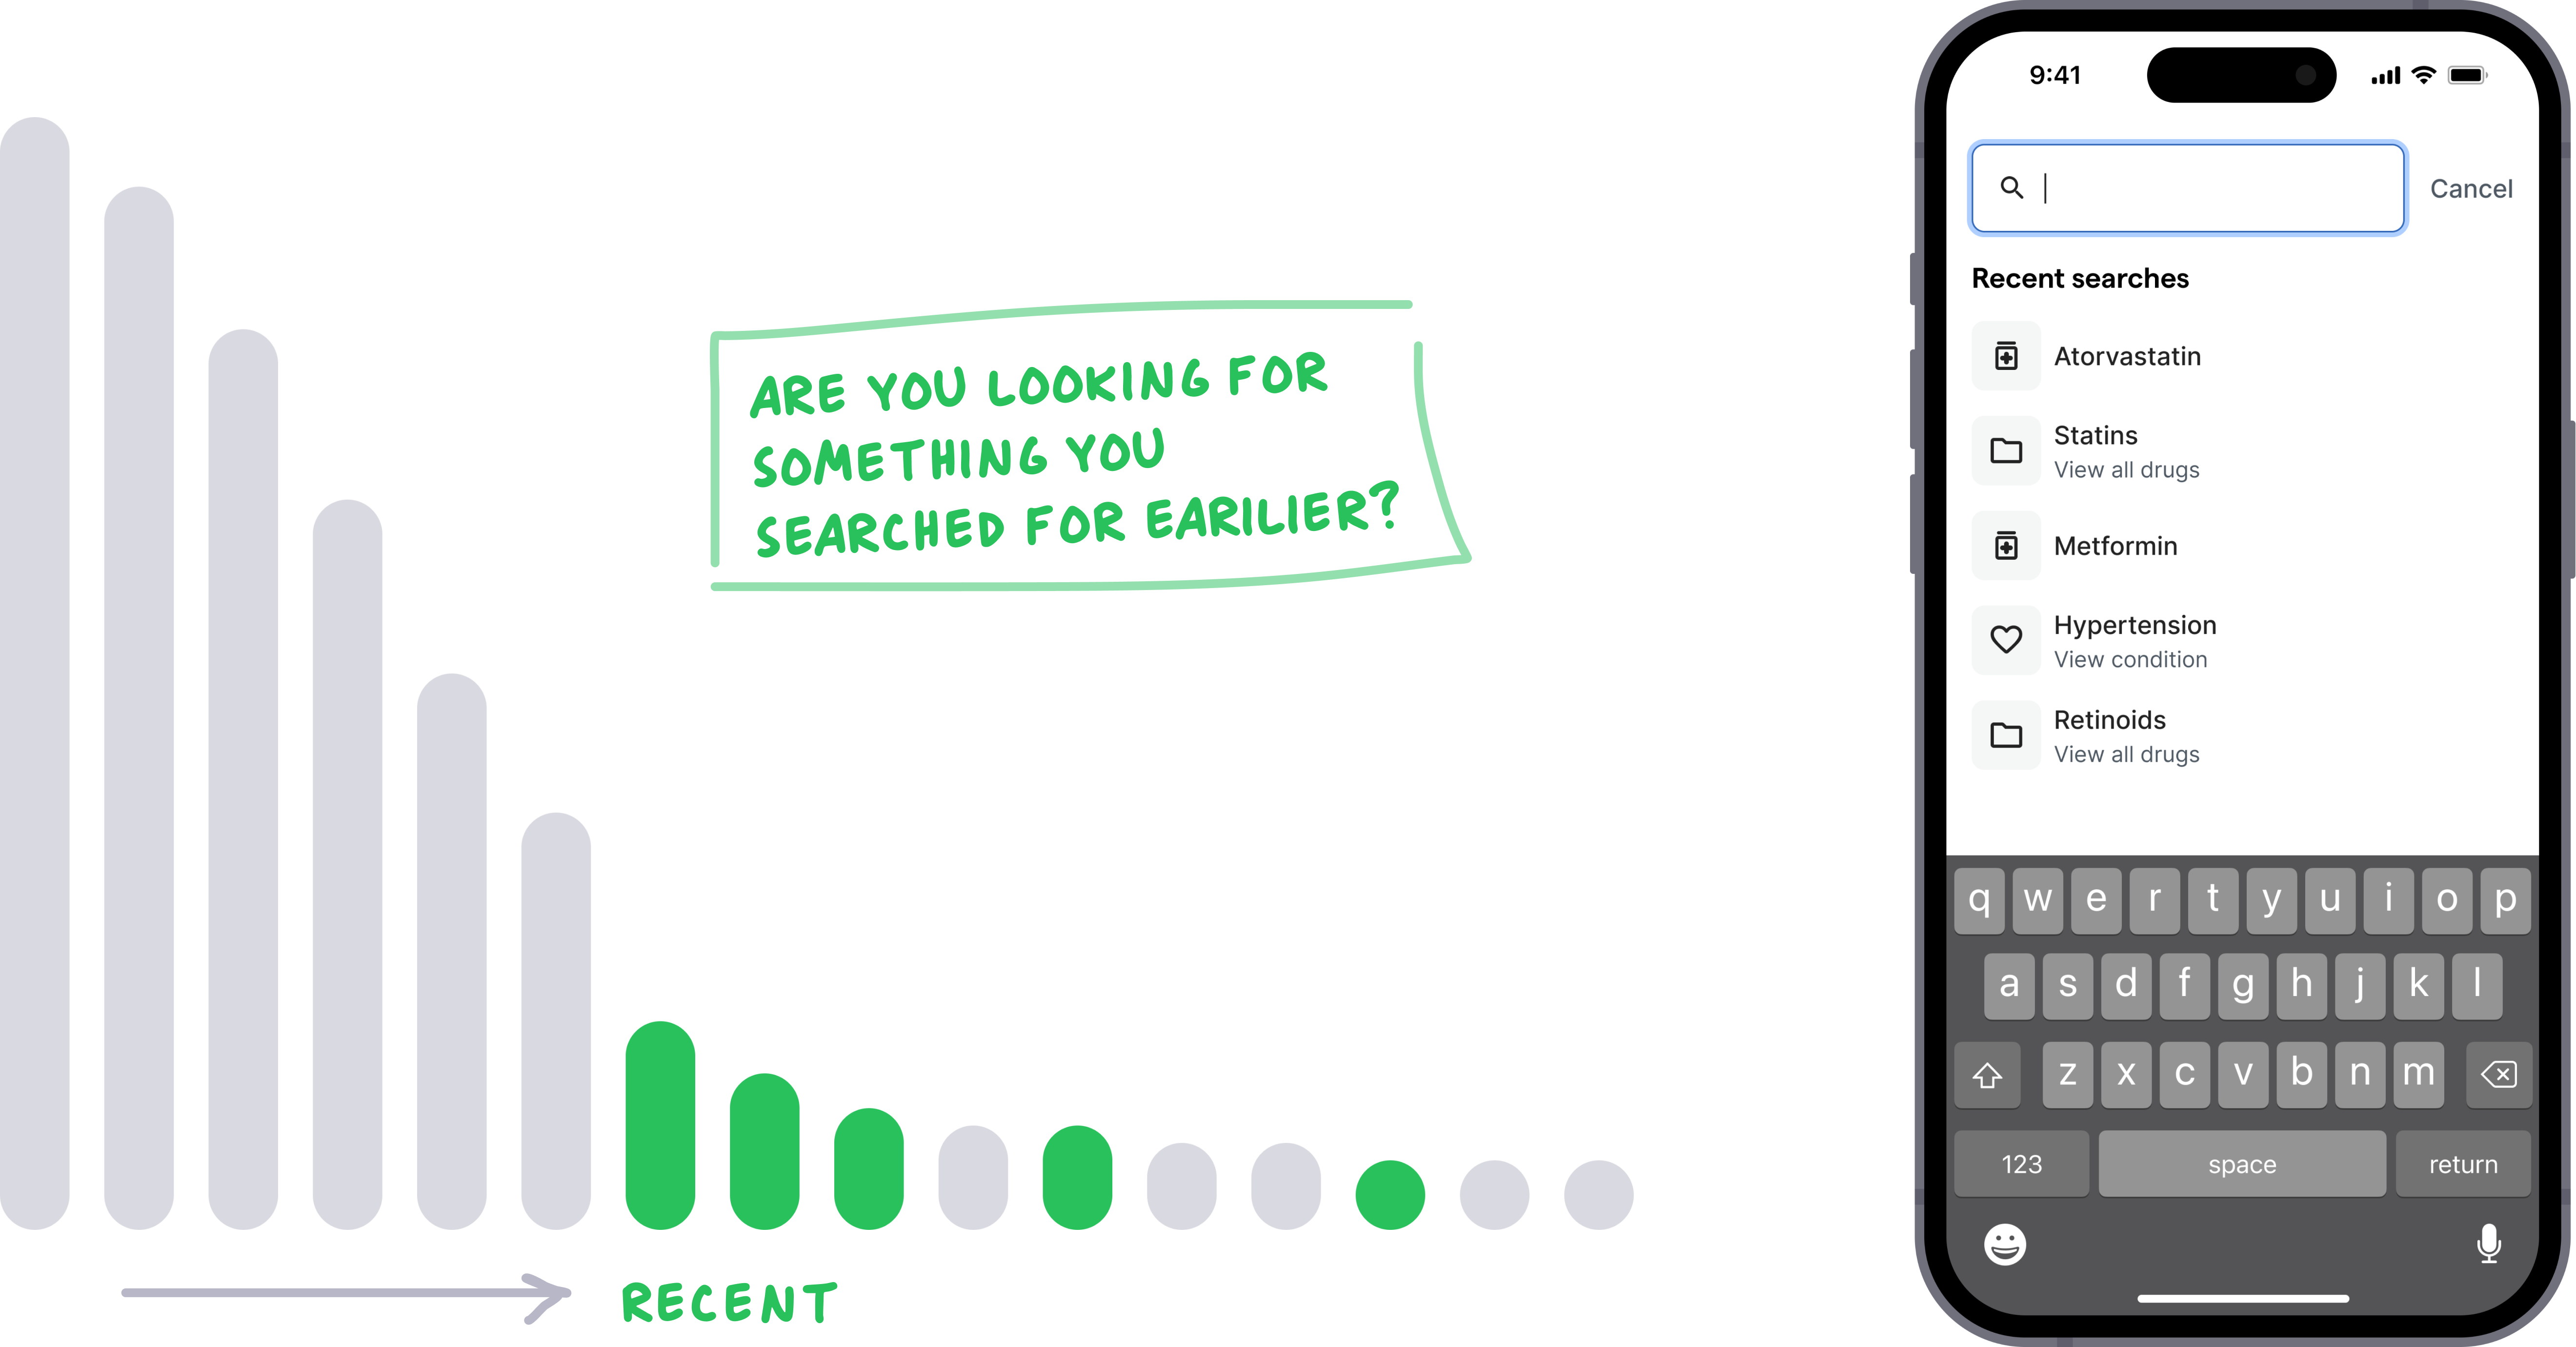 ARE YOU LOOKING FOR
SOMETHING YOU
SEARCHED FOR EARILIER?
RECENT
9:41
Cancel
Recent searches
Atorvastatin
Statins
View all drugs
Metformin
Hypertension
View condition
Retinoids
View all drugs
q w e r t y u i o p
a s d f g h j k l
z x c v b n m
123 space return